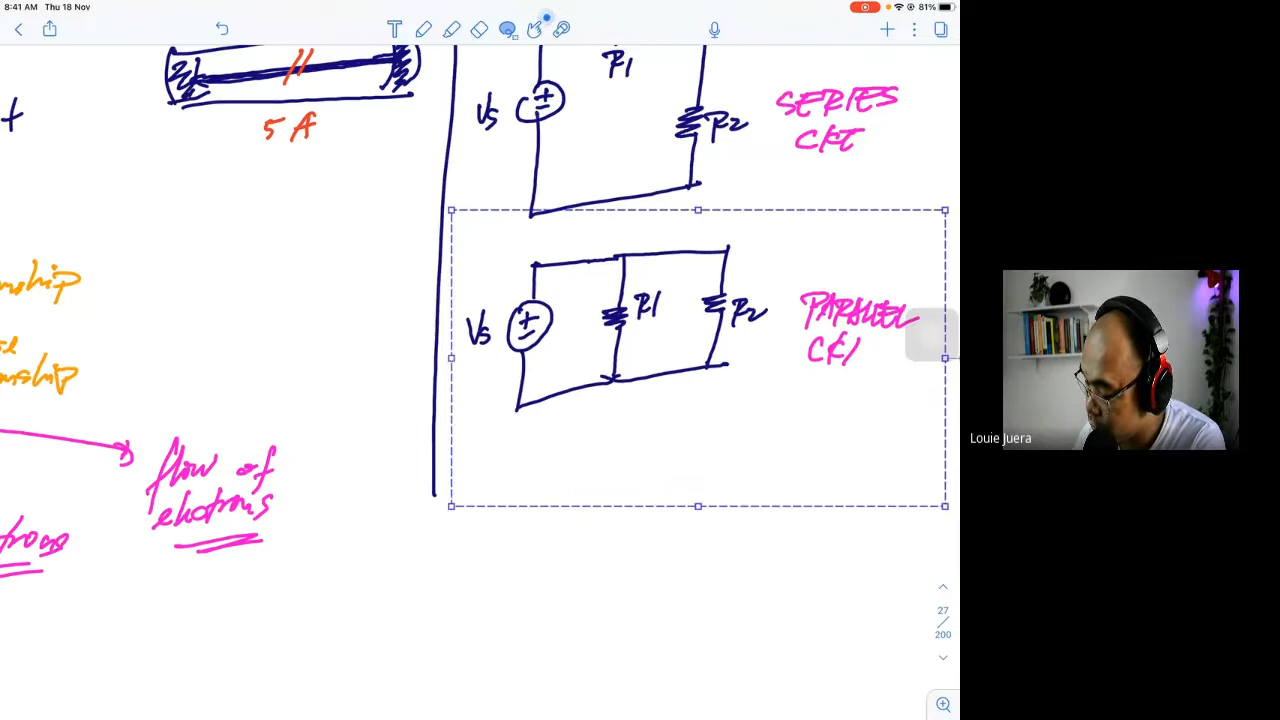 8:41 AM Thu 18 Nov
81%
T
R1
Vs
R2
SERIES
CKT
5 A
Vs
R1
R2
PARALLEL
CKT
flow of
electrons
Louie Juera
27
200